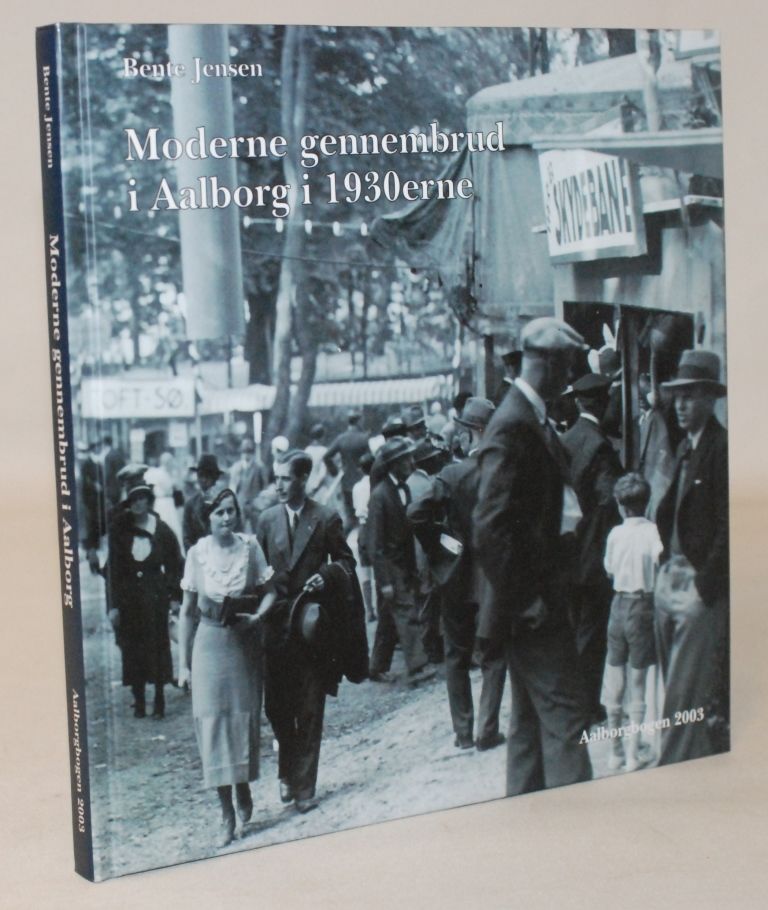 Bente Jensen
Moderne gennembrud
i Aalborg i 1930erne
SKYDEBANE
OFT-SØ
Aalborgbogen 2003
Bente Jensen
Moderne gennembrud i Aalborg
Aalborgbogen 2003